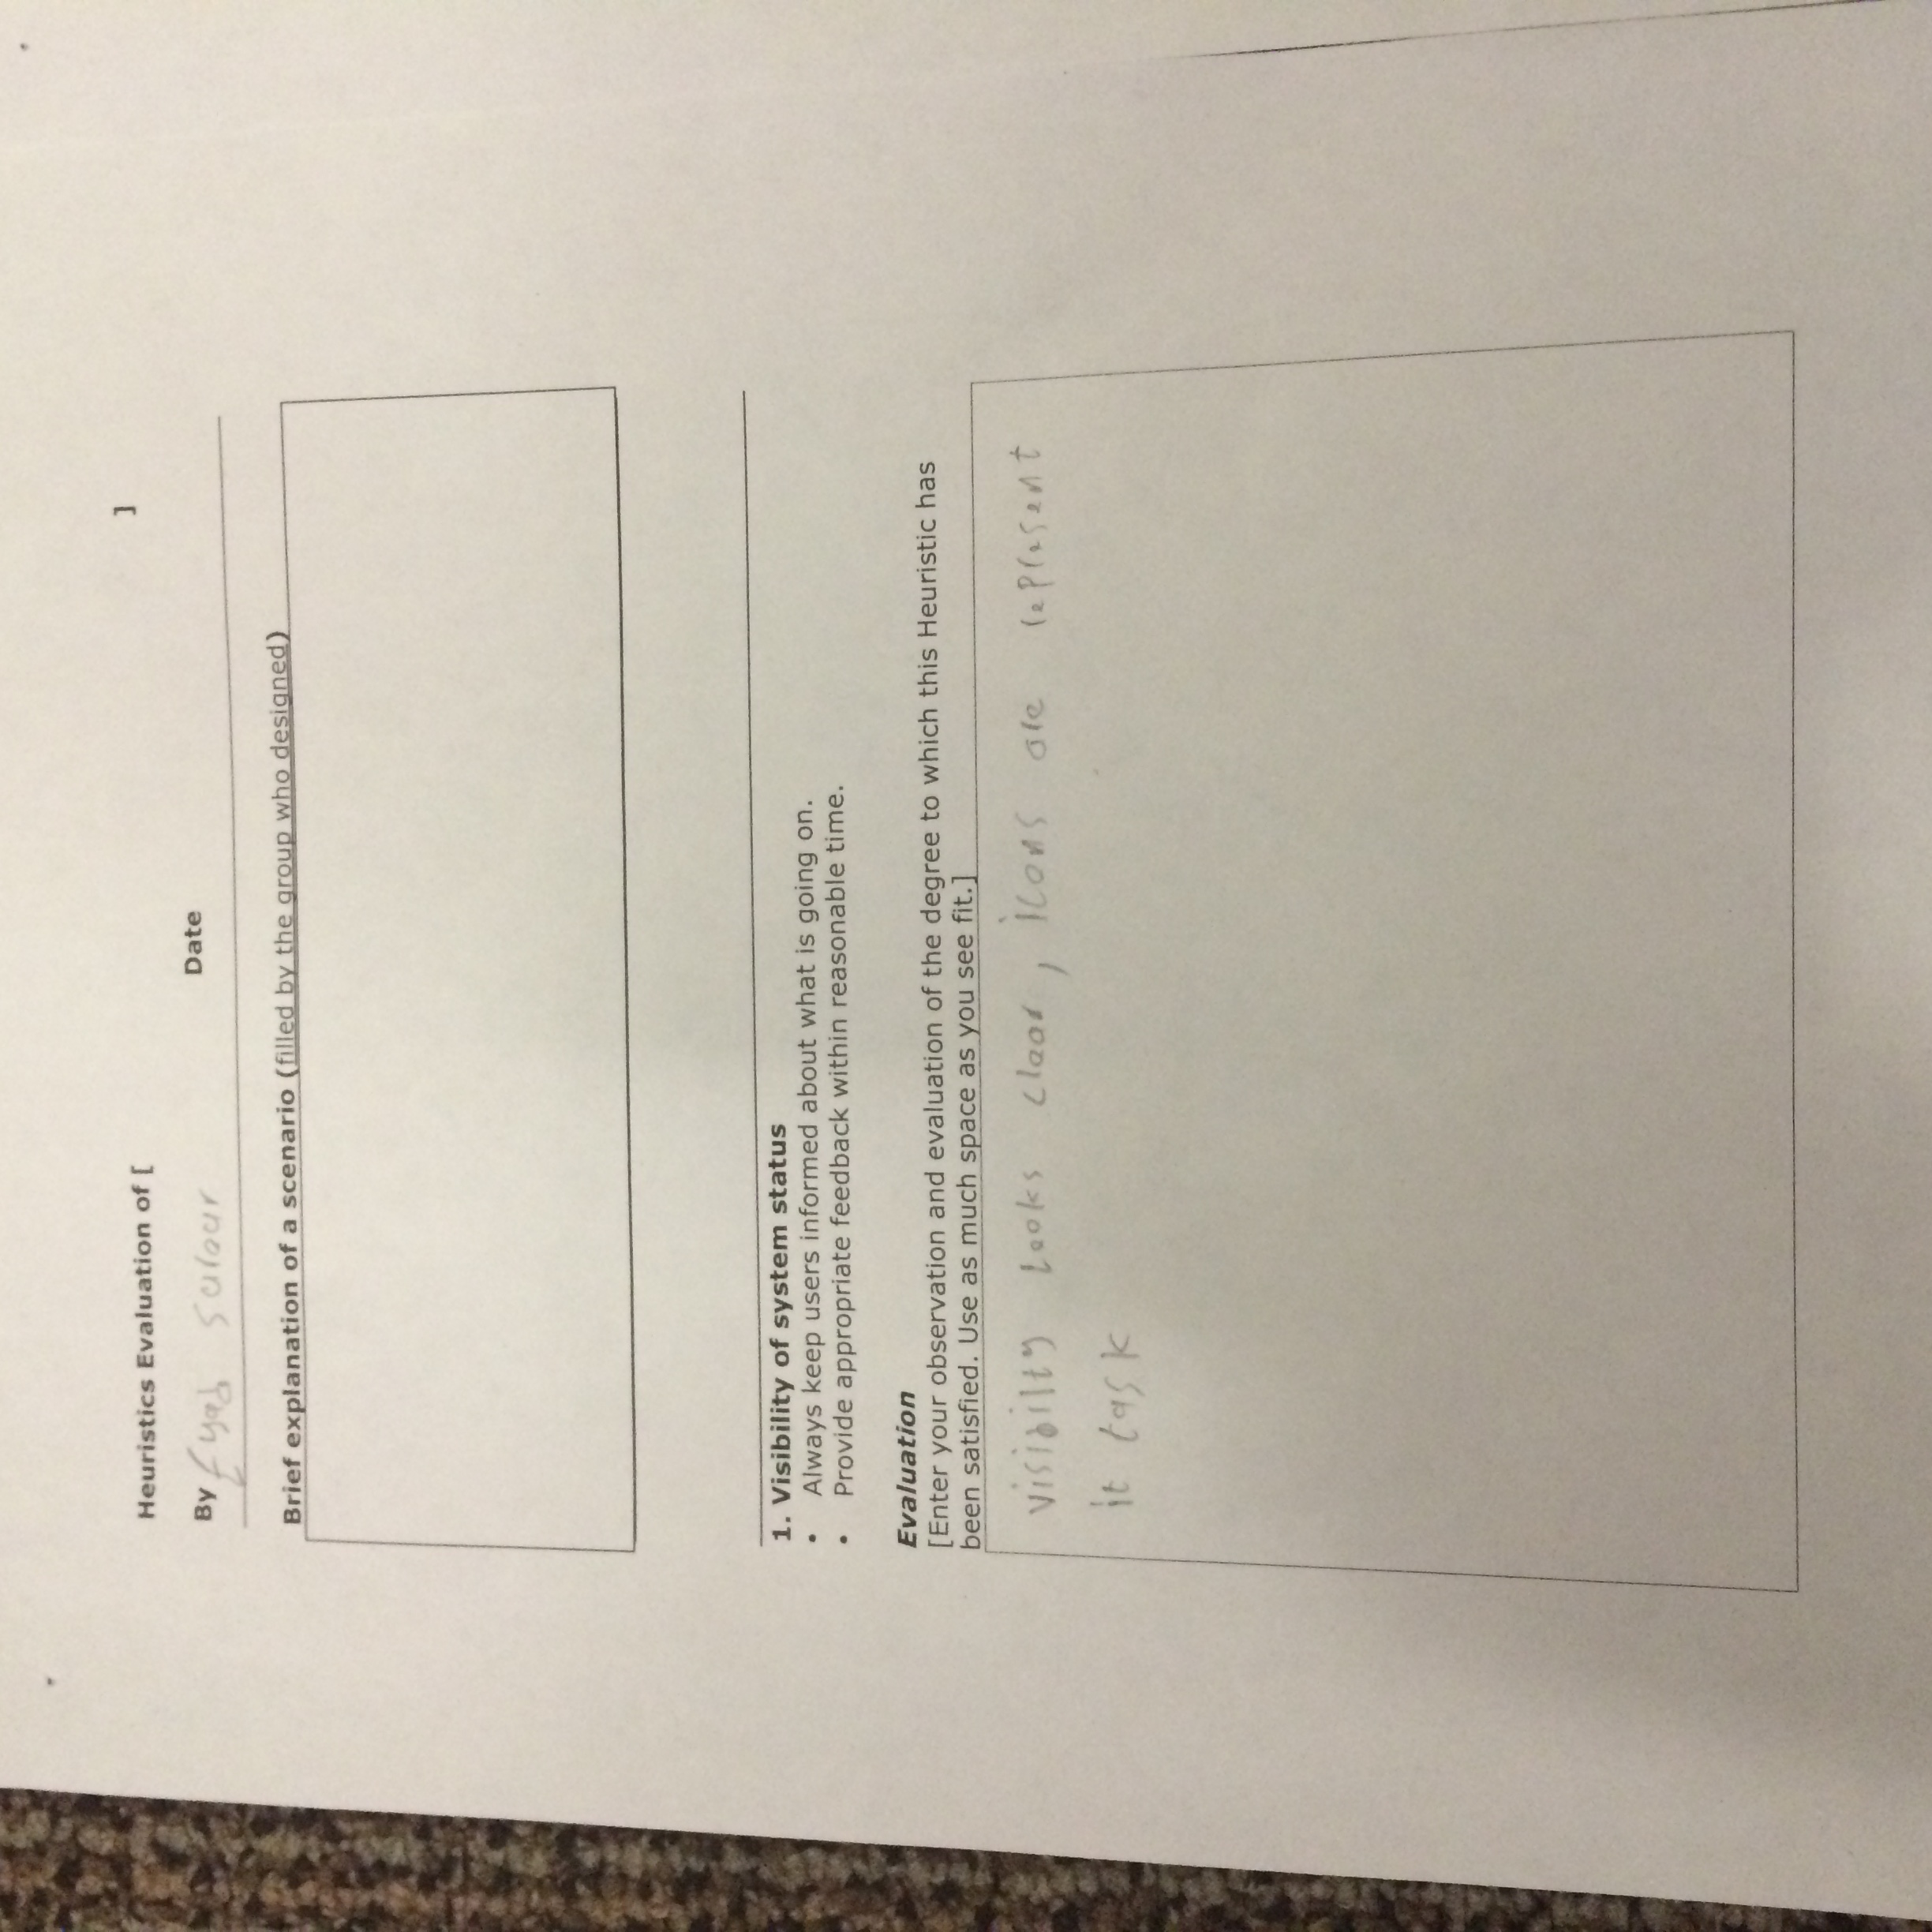 Heuristics Evaluation of [ ]
By Eyad Date
Brief explanation of a scenario (filled by the group who designed)
1. Visibility of system status
• Always keep users informed about what is going on.
• Provide appropriate feedback within reasonable time.
Evaluation
[Enter your observation and evaluation of the degree to which this Heuristic has
been satisfied. Use as much space as you see fit.]
visibilty looks clear, icons are represent
it task